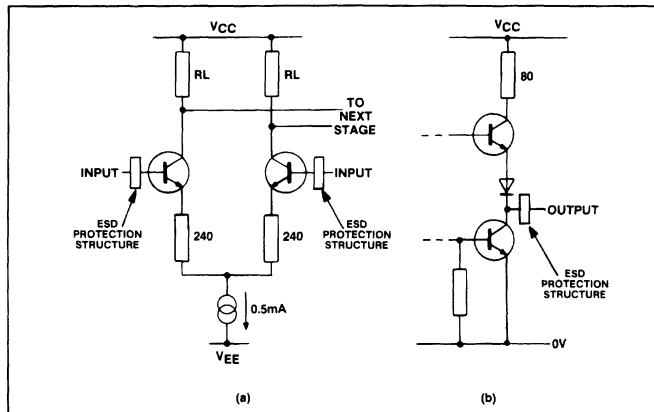 VCC
RL
RL
TO
NEXT
STAGE
INPUT
INPUT
ESD
PROTECTION
STRUCTURE
240
240
ESD
PROTECTION
STRUCTURE
0.5mA
VEE
(a)
VCC
80
OUTPUT
ESD
PROTECTION
STRUCTURE
0V
(b)